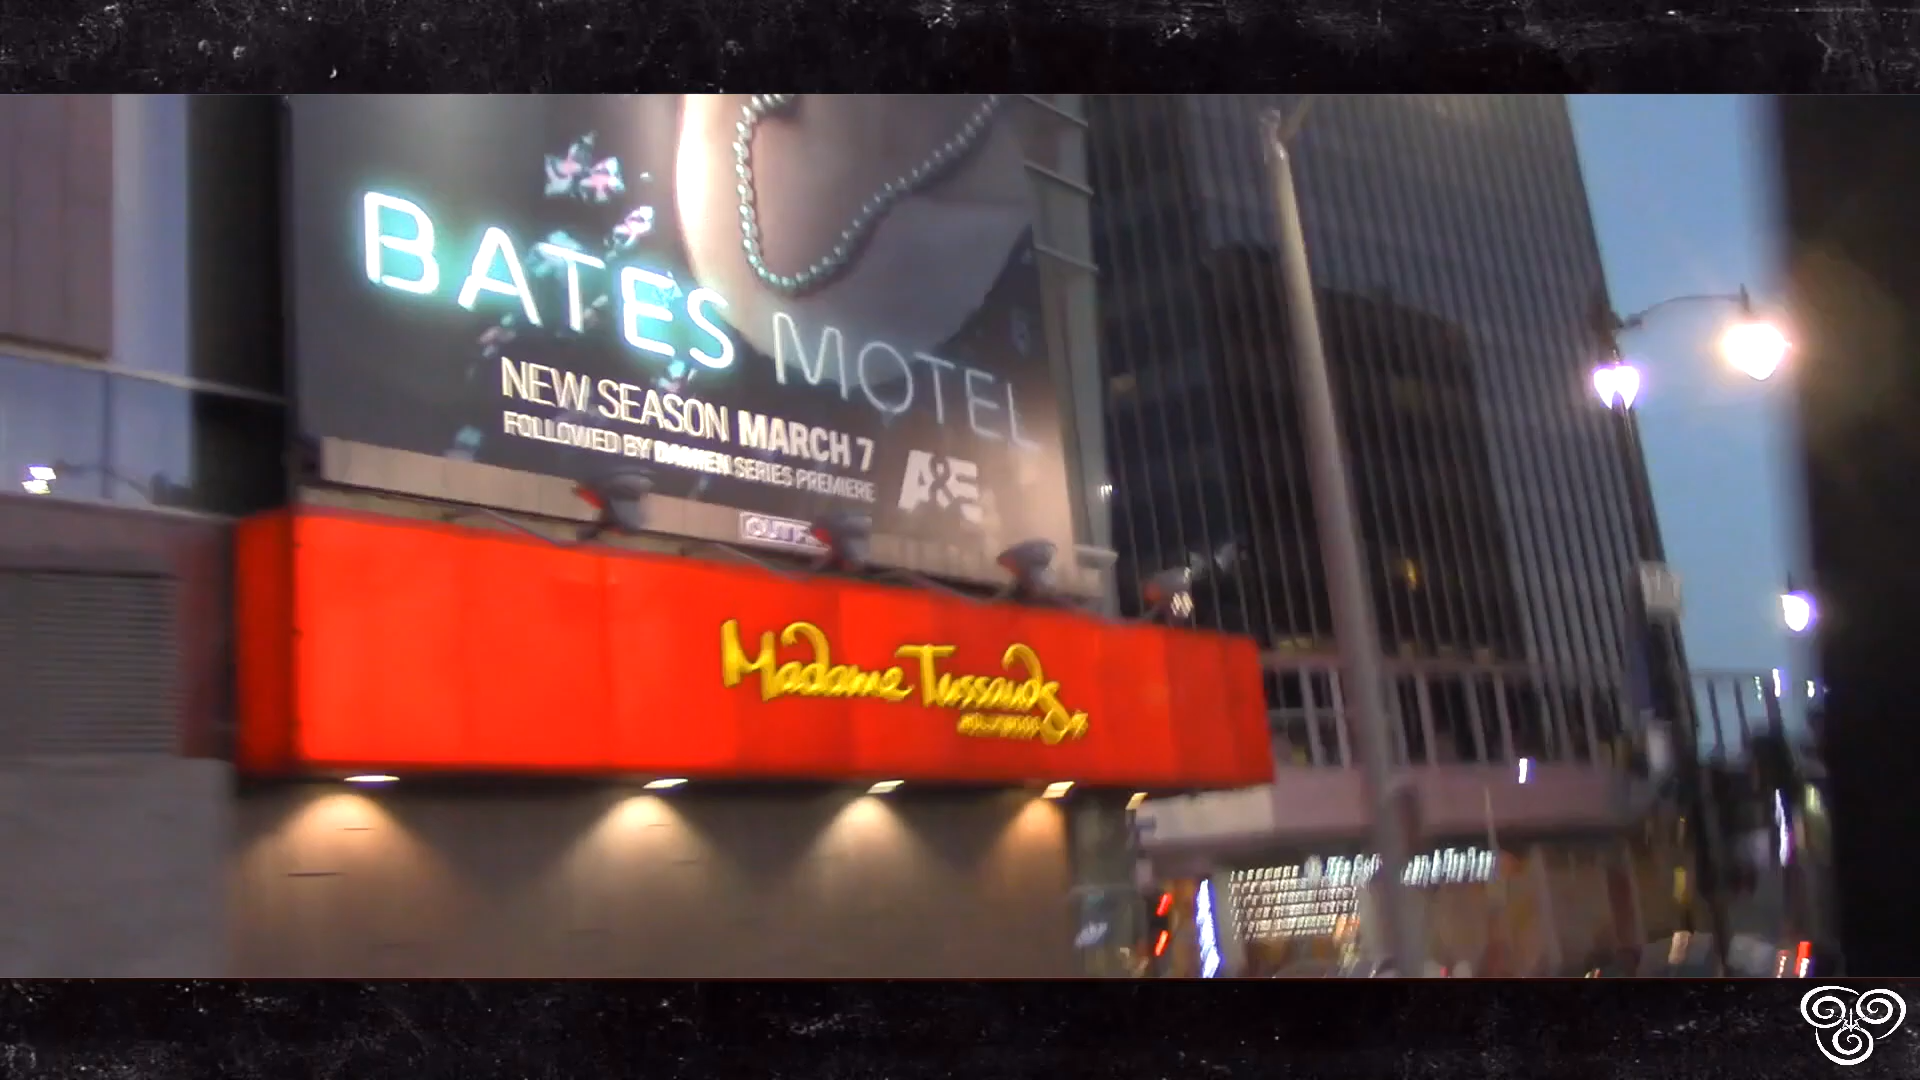 BATES MOTEL
NEW SEASON MARCH 7
FOLLOWED BY DAMIEN SERIES PREMIERE
A&E
Madame Tussauds